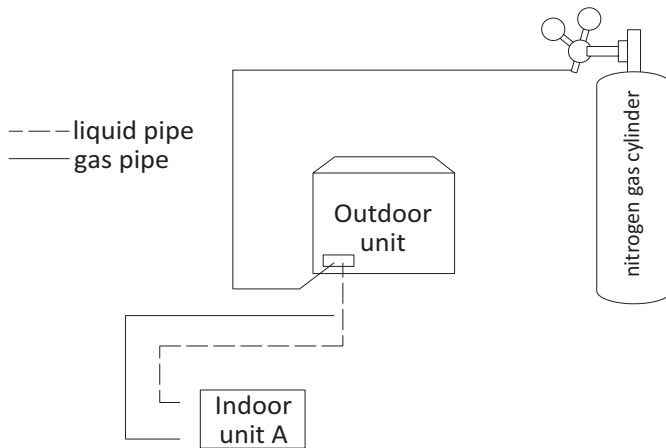 liquid pipe
gas pipe
Outdoor
unit
nitrogen gas cylinder
Indoor
unit A